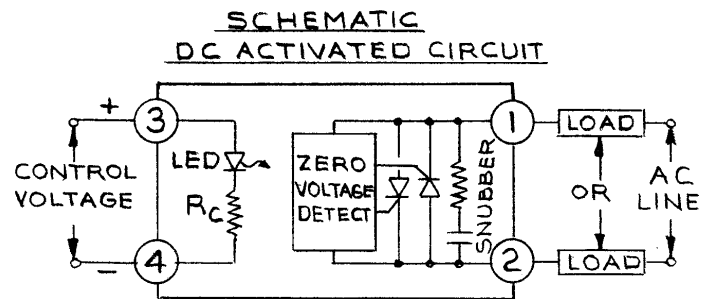 SCHEMATIC
DC ACTIVATED CIRCUIT
+ 3 1 LOAD
LED
CONTROL
VOLTAGE
RC
ZERO
VOLTAGE
DETECT
SNUBBER
OR
AC
LINE
- 4 2 LOAD